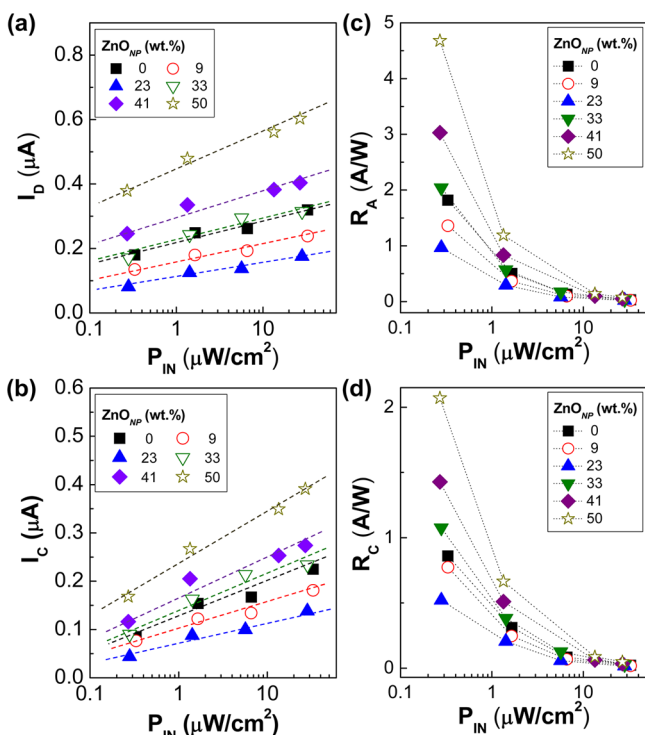 (a)
ZnO_NP (wt.%)
0 9
23 33
41 50
0.8
0.6
0.4
0.2
0.0
I_D (μA)
0.1 1 10
P_IN (μW/cm²)
(c)
ZnO_NP (wt.%)
0
9
23
33
41
50
5
4
3
2
1
0
R_A (A/W)
0.1 1 10
P_IN (μW/cm²)
(b)
ZnO_NP (wt.%)
0 9
23 33
41 50
0.6
0.5
0.4
0.3
0.2
0.1
0.0
I_C (μA)
0.1 1 10
P_IN (μW/cm²)
(d)
ZnO_NP (wt.%)
0
9
23
33
41
50
2
1
0
R_C (A/W)
0.1 1 10
P_IN (μW/cm²)